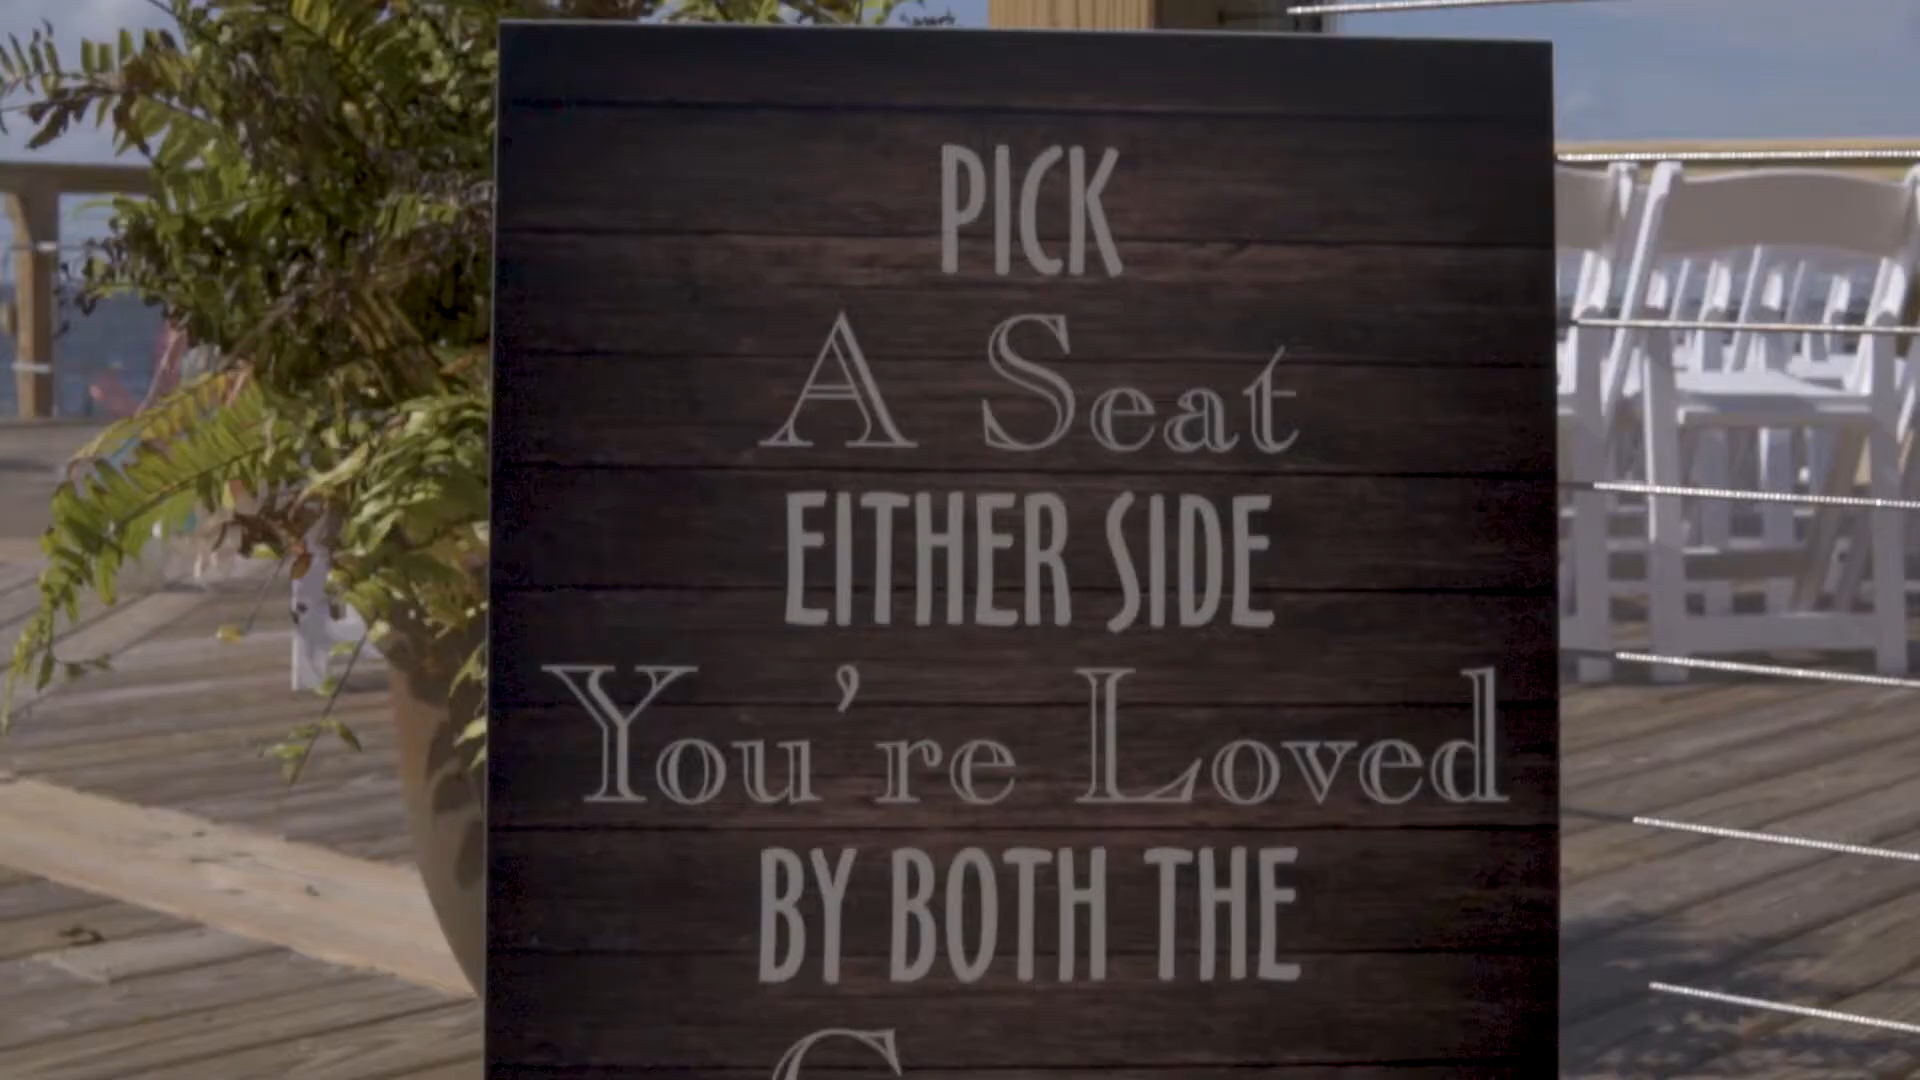 PICK
A Seat
EITHER SIDE
You're Loved
BY BOTH THE